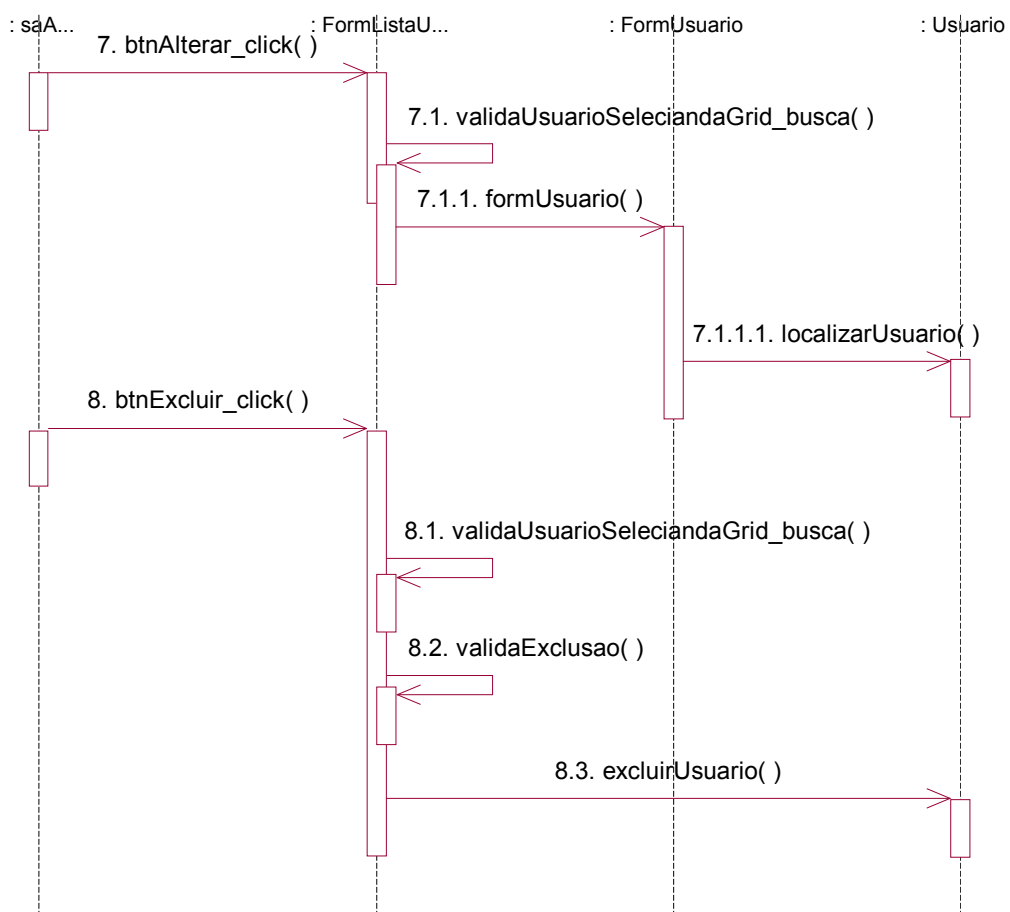 : saA...
: FormListaU...
: FormUsuario
: Usuario
7. btnAlterar_click( )
7.1. validaUsuarioSeleciandaGrid_busca( )
7.1.1. formUsuario( )
7.1.1.1. localizarUsuario( )
8. btnExcluir_click( )
8.1. validaUsuarioSeleciandaGrid_busca( )
8.2. validaExclusao( )
8.3. excluirUsuario( )